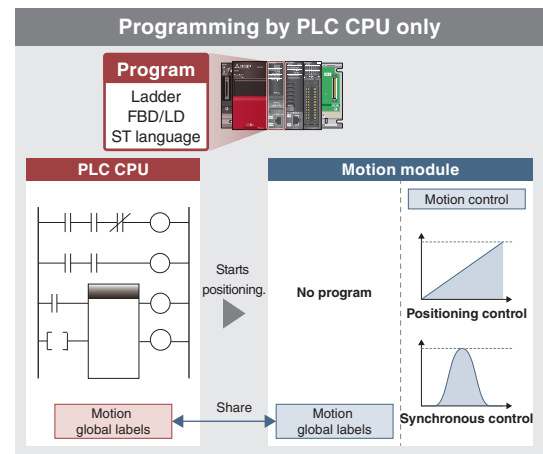 Programming by PLC CPU only
Program
Ladder
FBD/LD
ST language
PLC CPU
Motion module
Motion control
Starts
positioning.
No program
Positioning control
Synchronous control
Motion
global labels
Share
Motion
global labels